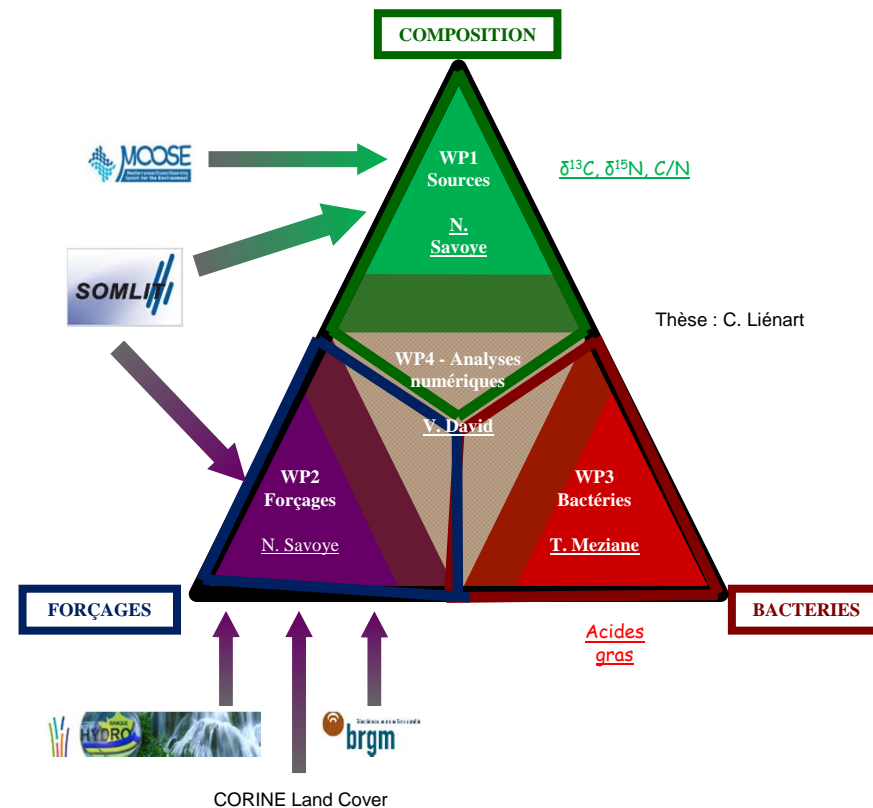 COMPOSITION
MOOSE
WP1
Sources
N.
Savoye
δ¹³C, δ¹⁵N, C/N
SOMLIT
Thèse : C. Liénart
WP4 - Analyses
numériques
V. David
WP2
Forçages
N. Savoye
WP3
Bactéries
T. Meziane
FORÇAGES
BACTERIES
Acides
gras
BANQUE
HYDRO
brgm
CORINE Land Cover